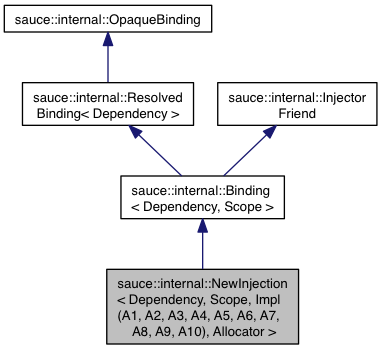 sauce::internal::OpaqueBinding
sauce::internal::Resolved
Binding< Dependency >
sauce::internal::Injector
Friend
sauce::internal::Binding
< Dependency, Scope >
sauce::internal::NewInjection
< Dependency, Scope, Impl
(A1, A2, A3, A4, A5, A6, A7,
A8, A9, A10), Allocator >